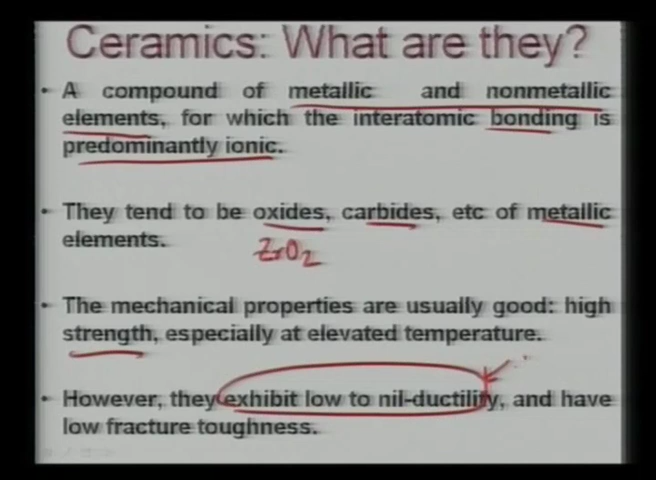 Ceramics: What are they?
• A compound of metallic and nonmetallic
elements, for which the interatomic bonding is
predominantly ionic.
• They tend to be oxides, carbides, etc of metallic
elements.
ZrO2
• The mechanical properties are usually good: high
strength, especially at elevated temperature.
• However, they exhibit low to nil-ductility, and have
low fracture toughness.